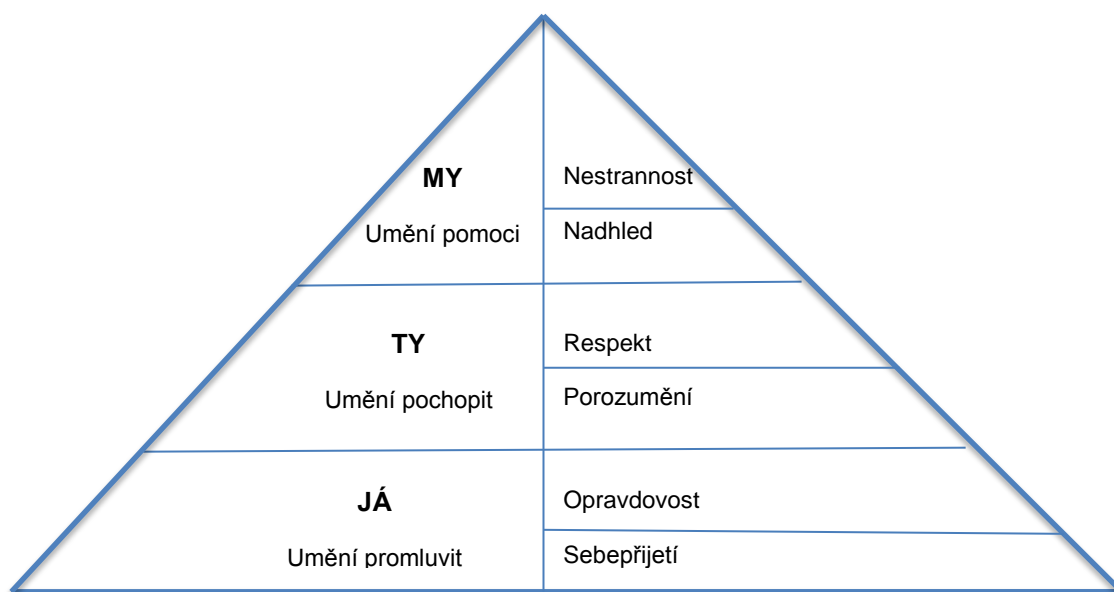 MY
Nestrannost
Umění pomoci
Nadhled
TY
Respekt
Umění pochopit
Porozumění
JÁ
Opravdovost
Umění promluvit
Sebepřijetí